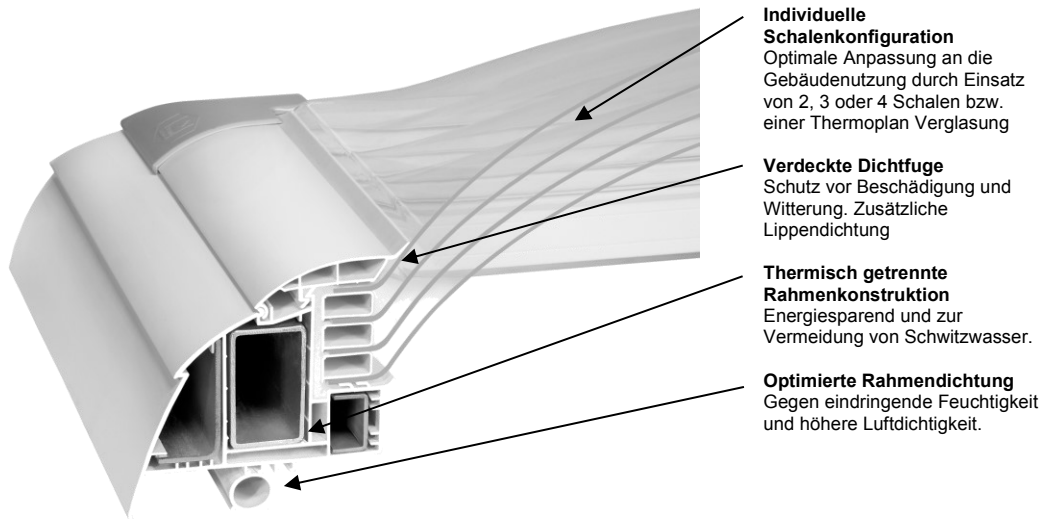 Individuelle
Schalenkonfiguration
Optimale Anpassung an die
Gebäudenutzung durch Einsatz
von 2, 3 oder 4 Schalen bzw.
einer Thermoplan Verglasung
Verdeckte Dichtfuge
Schutz vor Beschädigung und
Witterung. Zusätzliche
Lippendichtung
Thermisch getrennte
Rahmenkonstruktion
Energiesparend und zur
Vermeidung von Schwitzwasser.
Optimierte Rahmendichtung
Gegen eindringende Feuchtigkeit
und höhere Luftdichtigkeit.